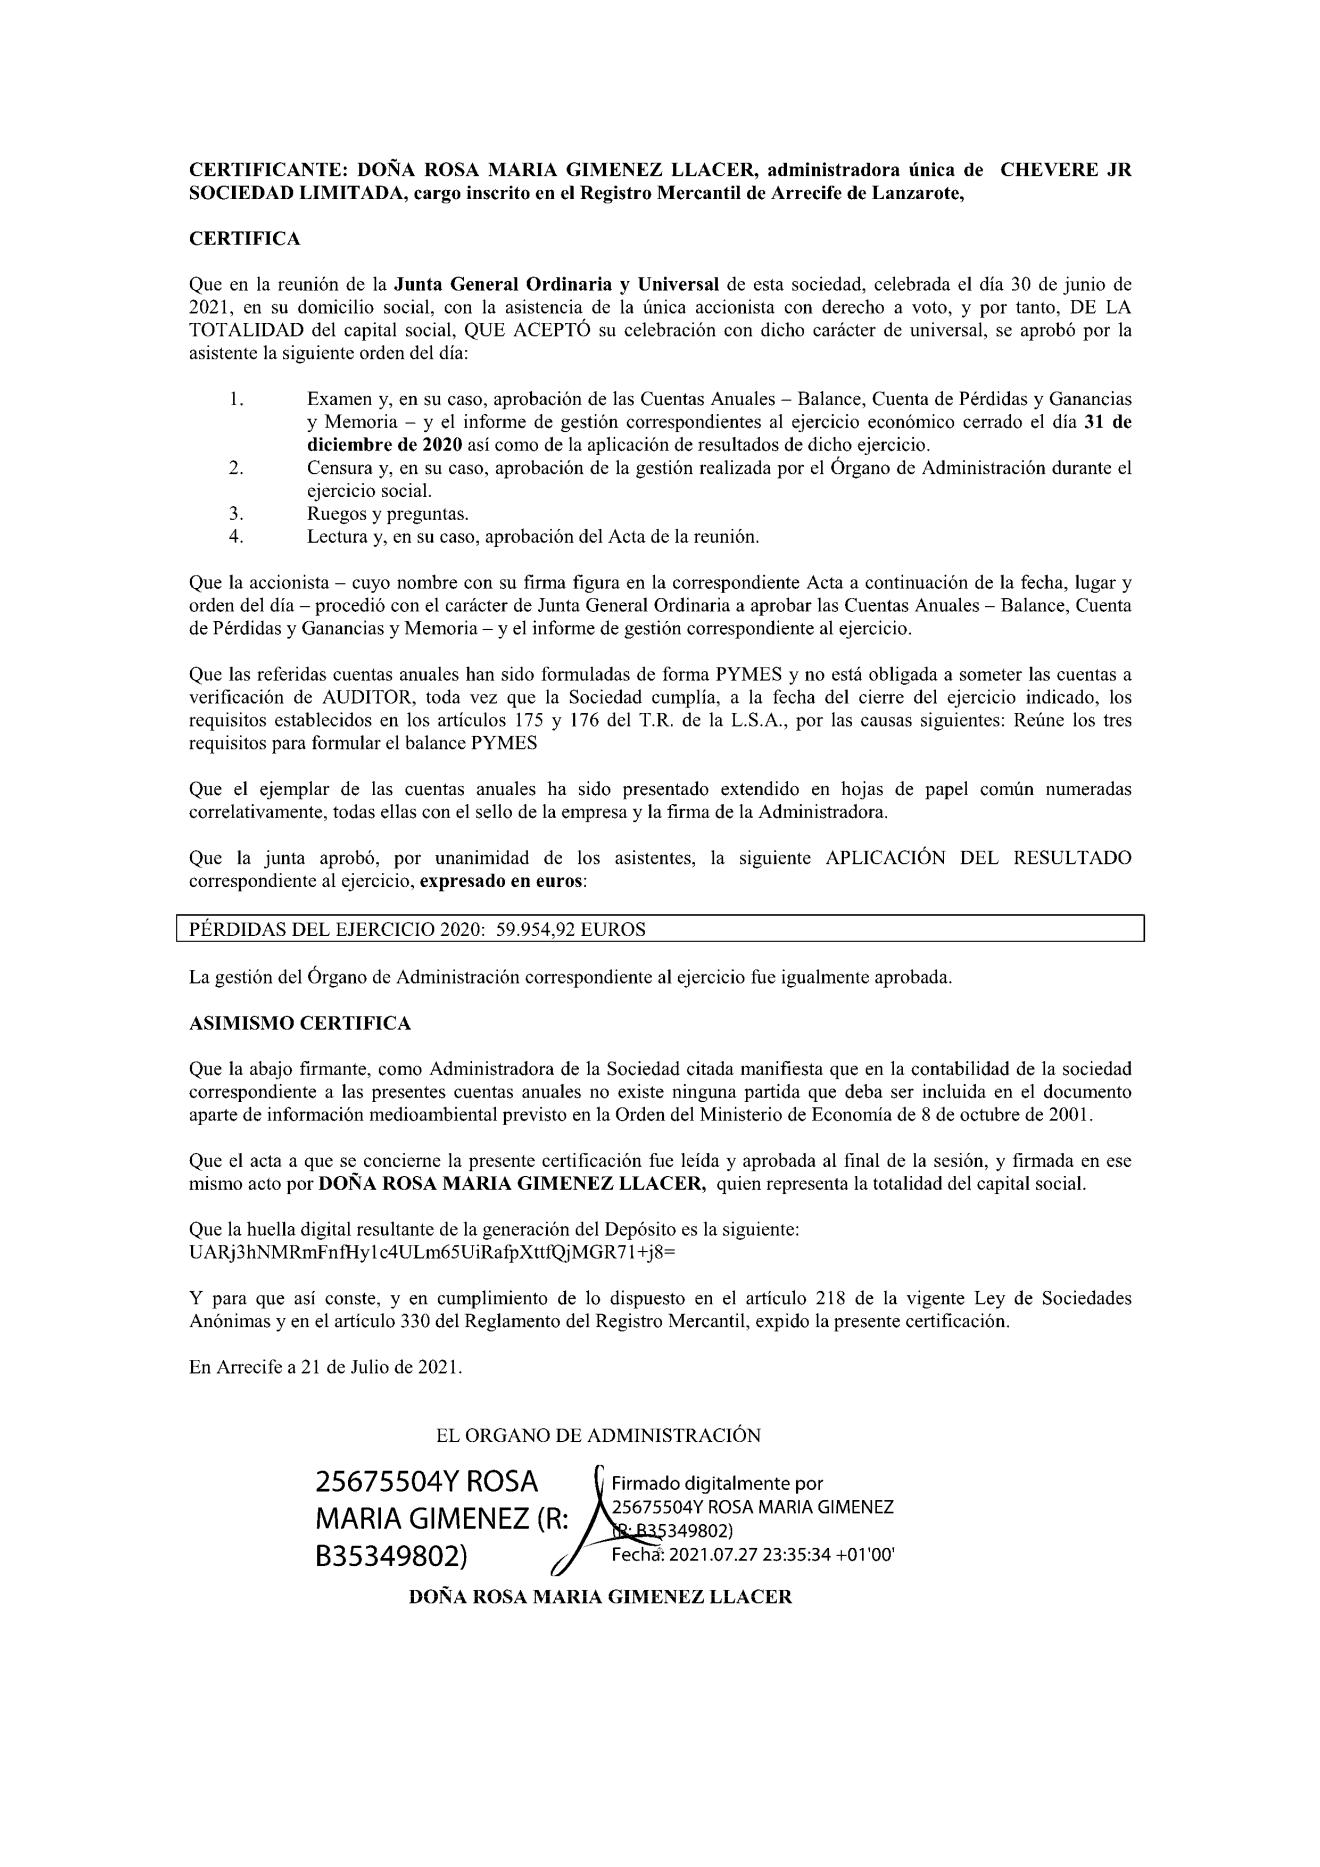 CERTIFICANTE: DOÑA ROSA MARIA GIMENEZ LLACER, administradora única de CHEVERE JR
SOCIEDAD LIMITADA, cargo inscrito en el Registro Mercantil de Arrecife de Lanzarote,
CERTIFICA
Que en la reunión de la Junta General Ordinaria y Universal de esta sociedad, celebrada el día 30 de junio de
2021, en su domicilio social, con la asistencia de la única accionista con derecho a voto, y por tanto, DE LA
TOTALIDAD del capital social, QUE ACEPTÓ su celebración con dicho carácter de universal, se aprobó por la
asistente la siguiente orden del día:
1. Examen y, en su caso, aprobación de las Cuentas Anuales – Balance, Cuenta de Pérdidas y Ganancias
y Memoria – y el informe de gestión correspondientes al ejercicio económico cerrado el día 31 de
diciembre de 2020 así como de la aplicación de resultados de dicho ejercicio.
2. Censura y, en su caso, aprobación de la gestión realizada por el Órgano de Administración durante el
ejercicio social.
3. Ruegos y preguntas.
4. Lectura y, en su caso, aprobación del Acta de la reunión.
Que la accionista – cuyo nombre con su firma figura en la correspondiente Acta a continuación de la fecha, lugar y
orden del día – procedió con el carácter de Junta General Ordinaria a aprobar las Cuentas Anuales – Balance, Cuenta
de Pérdidas y Ganancias y Memoria – y el informe de gestión correspondiente al ejercicio.
Que las referidas cuentas anuales han sido formuladas de forma PYMES y no está obligada a someter las cuentas a
verificación de AUDITOR, toda vez que la Sociedad cumplía, a la fecha del cierre del ejercicio indicado, los
requisitos establecidos en los artículos 175 y 176 del T.R. de la L.S.A., por las causas siguientes: Reúne los tres
requisitos para formular el balance PYMES
Que el ejemplar de las cuentas anuales ha sido presentado extendido en hojas de papel común numeradas
correlativamente, todas ellas con el sello de la empresa y la firma de la Administradora.
Que la junta aprobó, por unanimidad de los asistentes, la siguiente APLICACIÓN DEL RESULTADO
correspondiente al ejercicio, expresado en euros:
PÉRDIDAS DEL EJERCICIO 2020: 59.954,92 EUROS
La gestión del Órgano de Administración correspondiente al ejercicio fue igualmente aprobada.
ASIMISMO CERTIFICA
Que la abajo firmante, como Administradora de la Sociedad citada manifiesta que en la contabilidad de la sociedad
correspondiente a las presentes cuentas anuales no existe ninguna partida que deba ser incluida en el documento
aparte de información medioambiental previsto en la Orden del Ministerio de Economía de 8 de octubre de 2001.
Que el acta a que se concierne la presente certificación fue leída y aprobada al final de la sesión, y firmada en ese
mismo acto por DOÑA ROSA MARIA GIMENEZ LLACER, quien representa la totalidad del capital social.
Que la huella digital resultante de la generación del Depósito es la siguiente:
UARj3hNMRmFnfHy1c4ULm65UiRafpXttfQjMGR71+j8=
Y para que así conste, y en cumplimiento de lo dispuesto en el artículo 218 de la vigente Ley de Sociedades
Anónimas y en el artículo 330 del Reglamento del Registro Mercantil, expido la presente certificación.
En Arrecife a 21 de Julio de 2021.
EL ORGANO DE ADMINISTRACIÓN
25675504Y ROSA
MARIA GIMENEZ (R:
B35349802)
Firmado digitalmente por
25675504Y ROSA MARIA GIMENEZ
(R: B35349802)
Fecha: 2021.07.27 23:35:34 +01'00'
DOÑA ROSA MARIA GIMENEZ LLACER